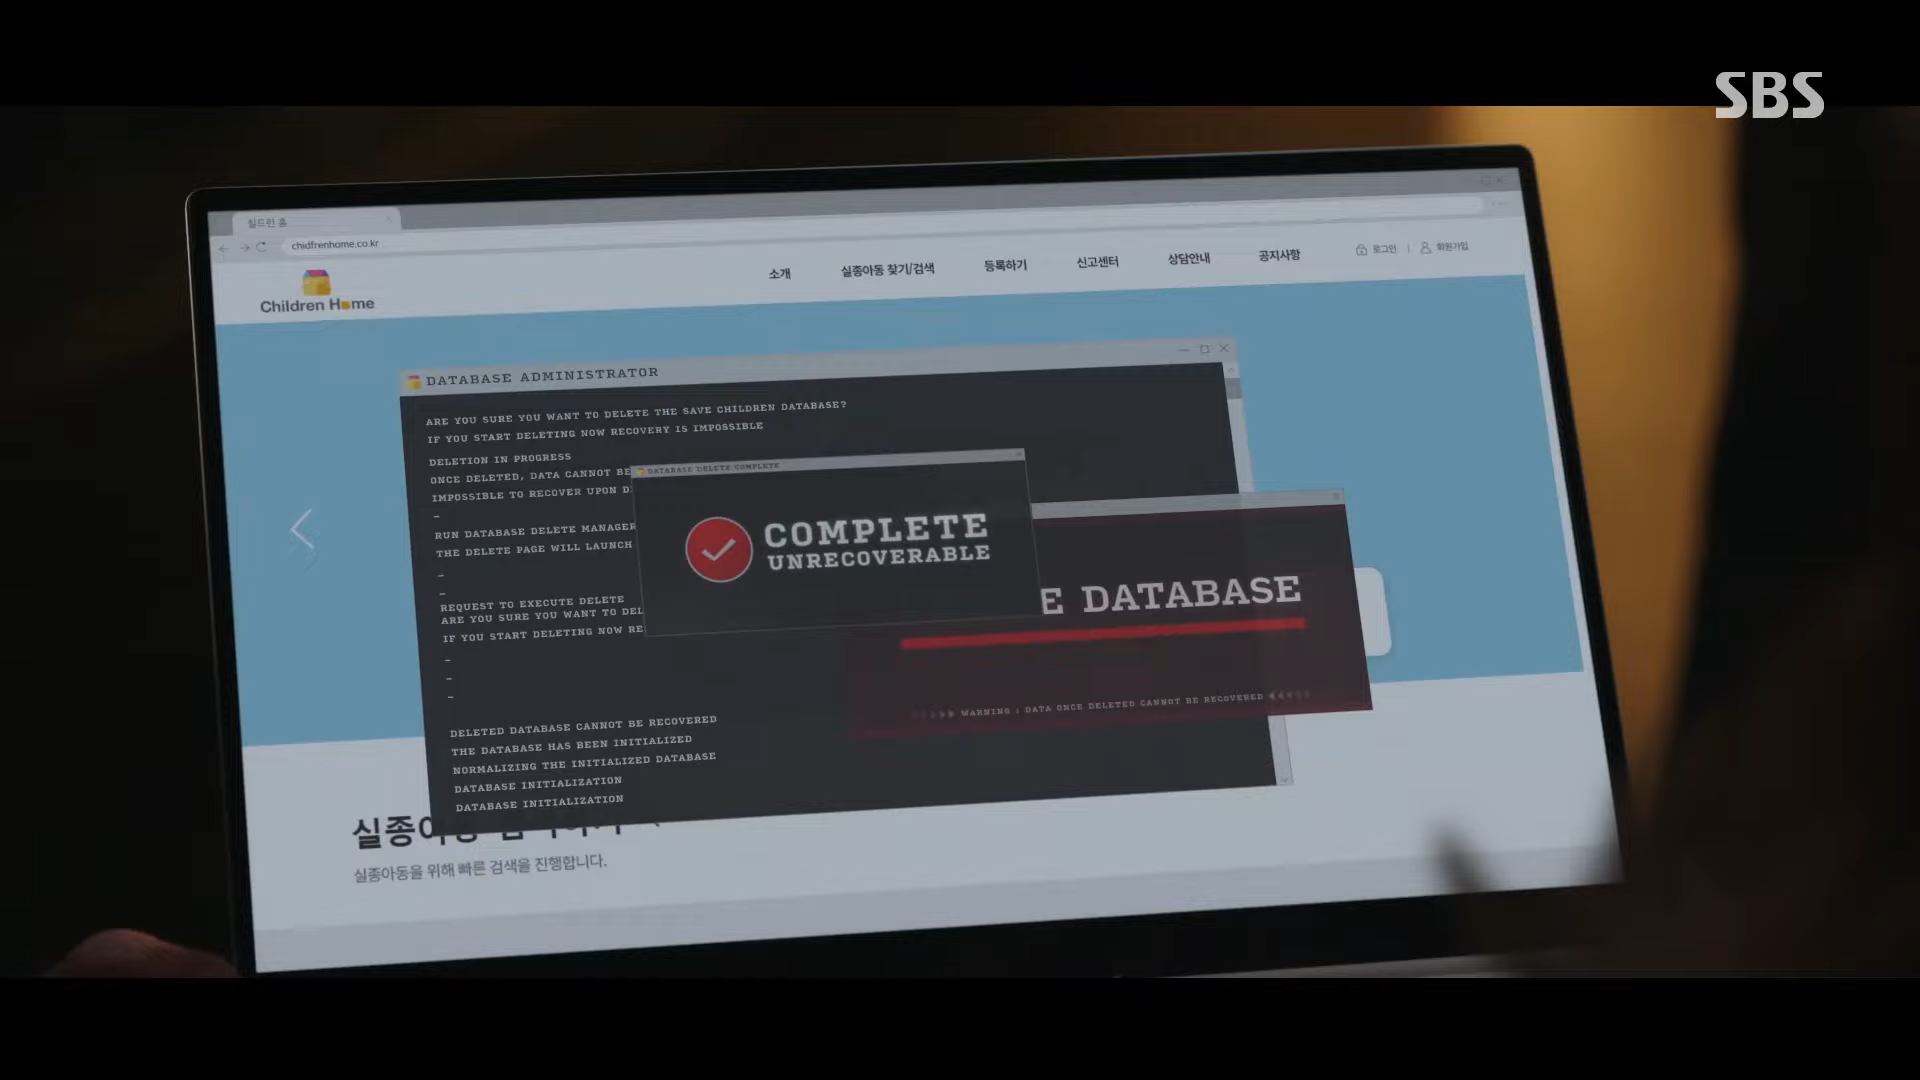 SBS
칠드런 홈
chidfrenhome.co.kr
Children Home
소개
실종아동 찾기/검색
등록하기
신고센터
상담안내
공지사항
로그인 | 회원가입
DATABASE ADMINISTRATOR
ARE YOU SURE YOU WANT TO DELETE THE SAVE CHILDREN DATABASE?
IF YOU START DELETING NOW RECOVERY IS IMPOSSIBLE
DELETION IN PROGRESS
ONCE DELETED, DATA CANNOT BE
IMPOSSIBLE TO RECOVER UPON D
RUN DATABASE DELETE MANAGER
THE DELETE PAGE WILL LAUNCH
REQUEST TO EXECUTE DELETE
ARE YOU SURE YOU WANT TO DEL
IF YOU START DELETING NOW RE
DELETED DATABASE CANNOT BE RECOVERED
THE DATABASE HAS BEEN INITIALIZED
NORMALIZING THE INITIALIZED DATABASE
DATABASE INITIALIZATION
DATABASE INITIALIZATION
DATABASE DELETE COMPLETE
COMPLETE
UNRECOVERABLE
E DATABASE
WARNING : DATA ONCE DELETED CANNOT BE RECOVERED
실종아동을 위해 빠른 검색을 진행합니다.